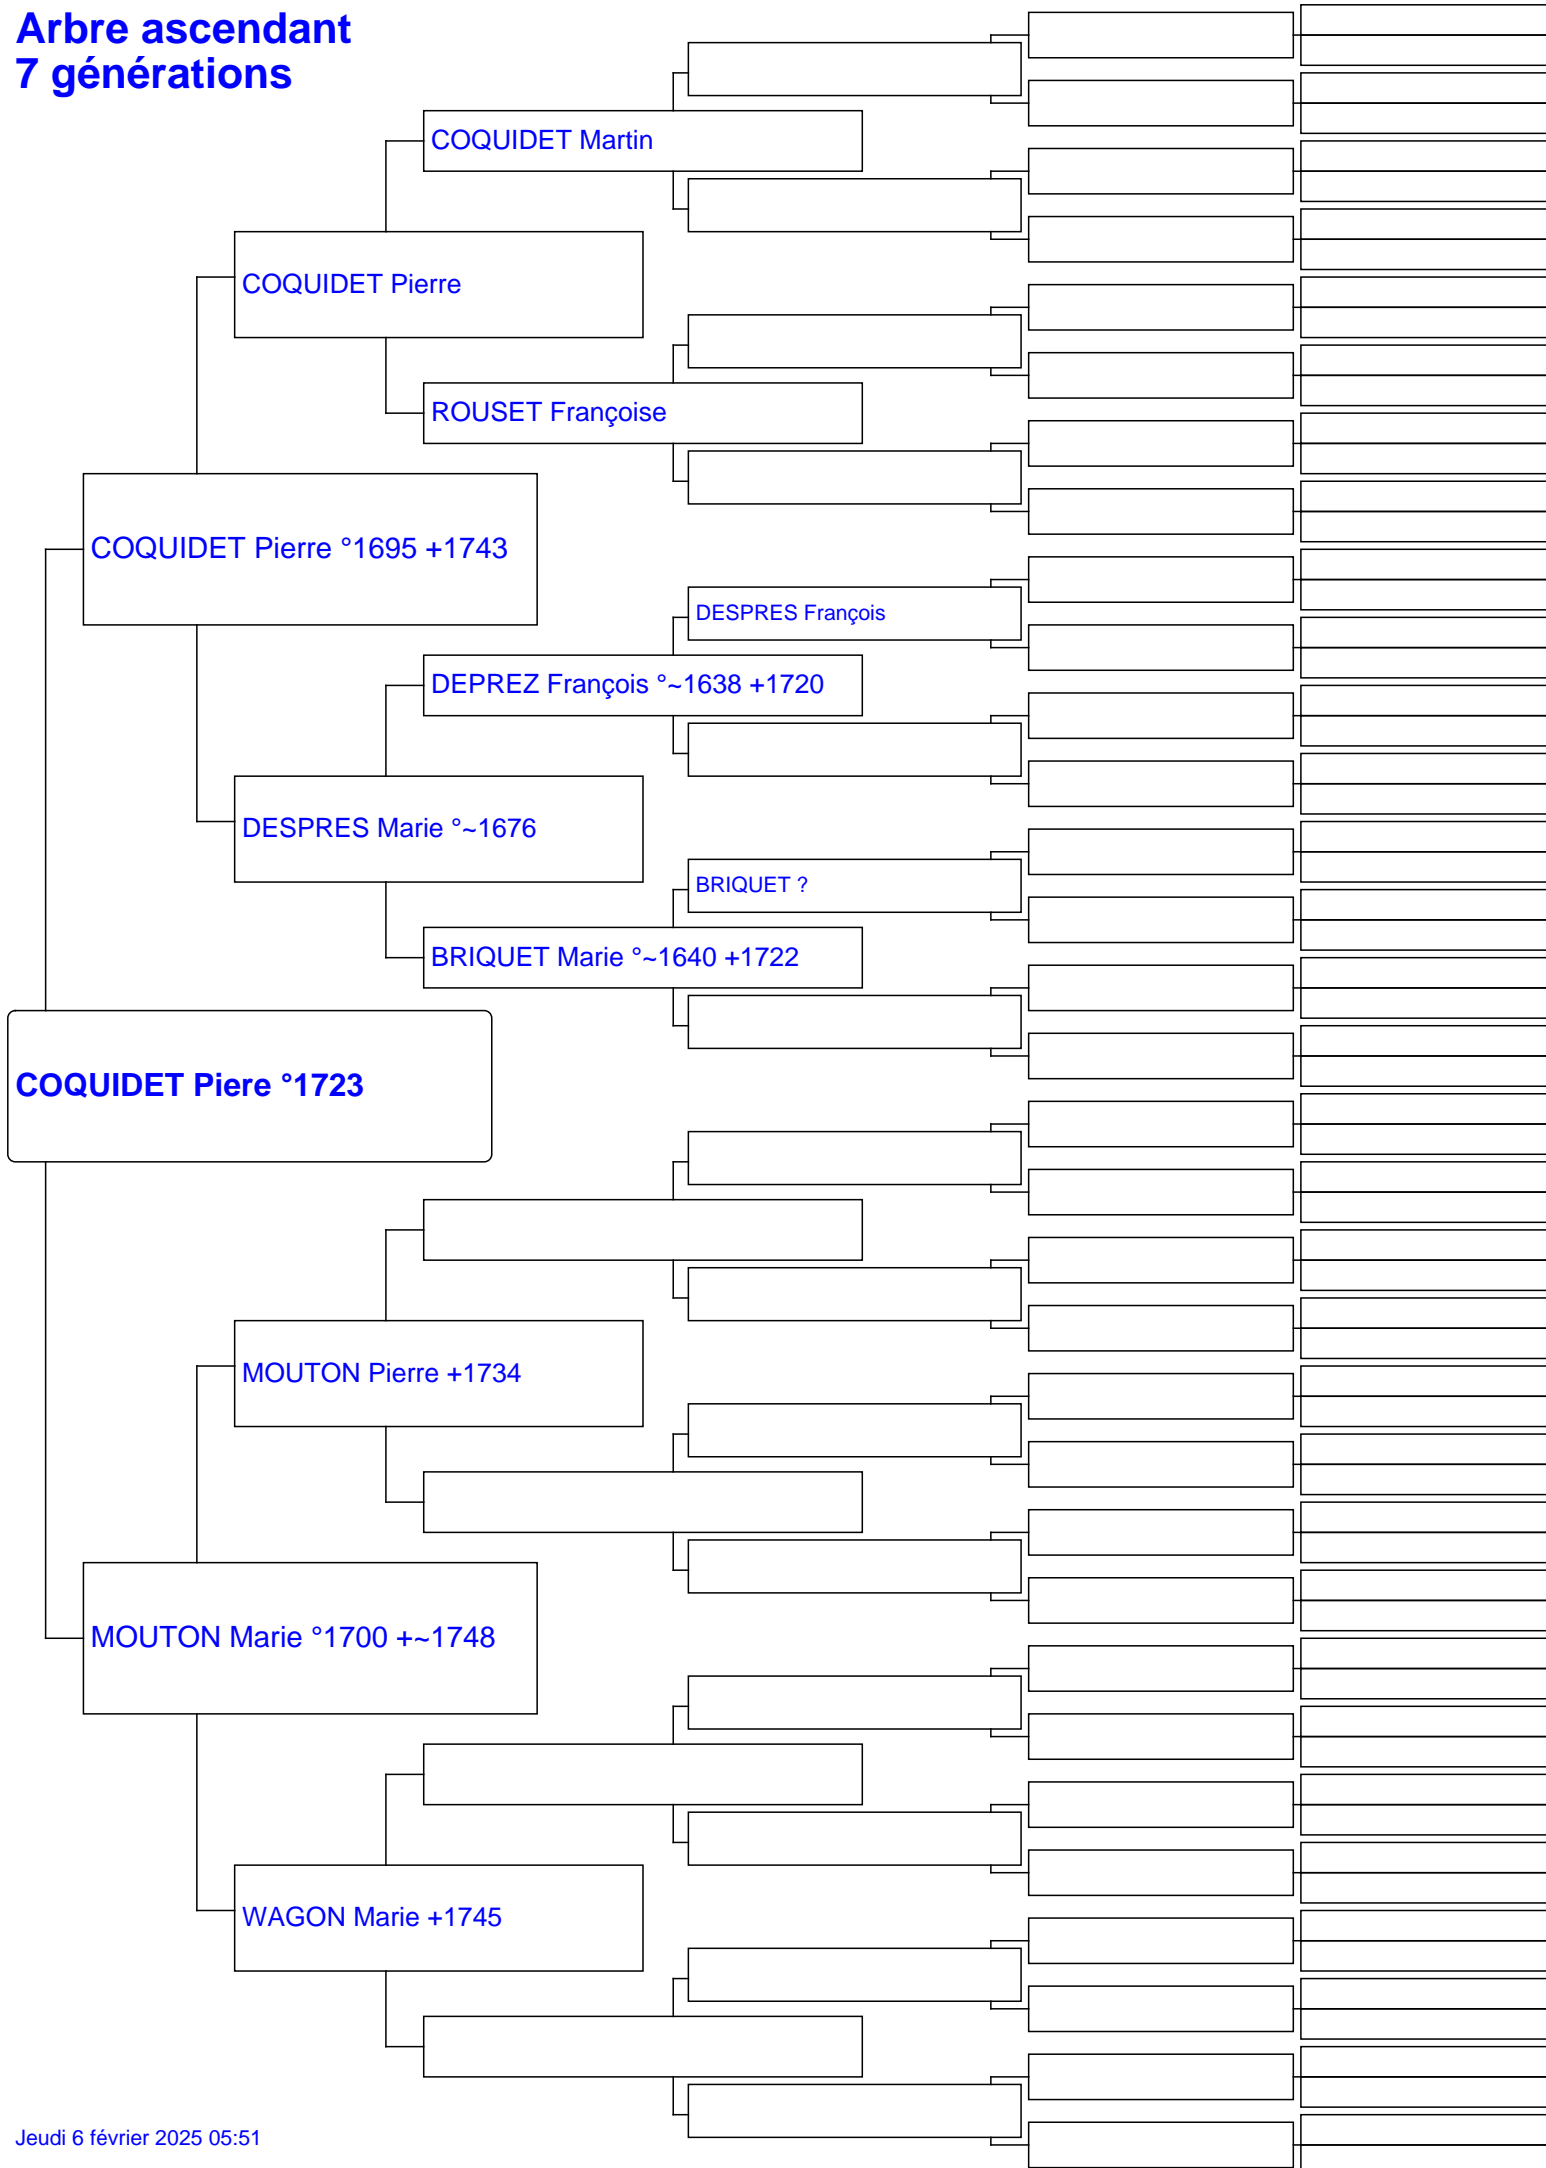 Arbre ascendant
7 générations
COQUIDET Martin
COQUIDET Pierre
ROUSET Françoise
COQUIDET Pierre °1695 +1743
DESPRES François
DEPREZ François °~1638 +1720
DESPRES Marie °~1676
BRIQUET ?
BRIQUET Marie °~1640 +1722
COQUIDET Piere °1723
MOUTON Pierre +1734
MOUTON Marie °1700 +~1748
WAGON Marie +1745
Jeudi 6 février 2025 05:51